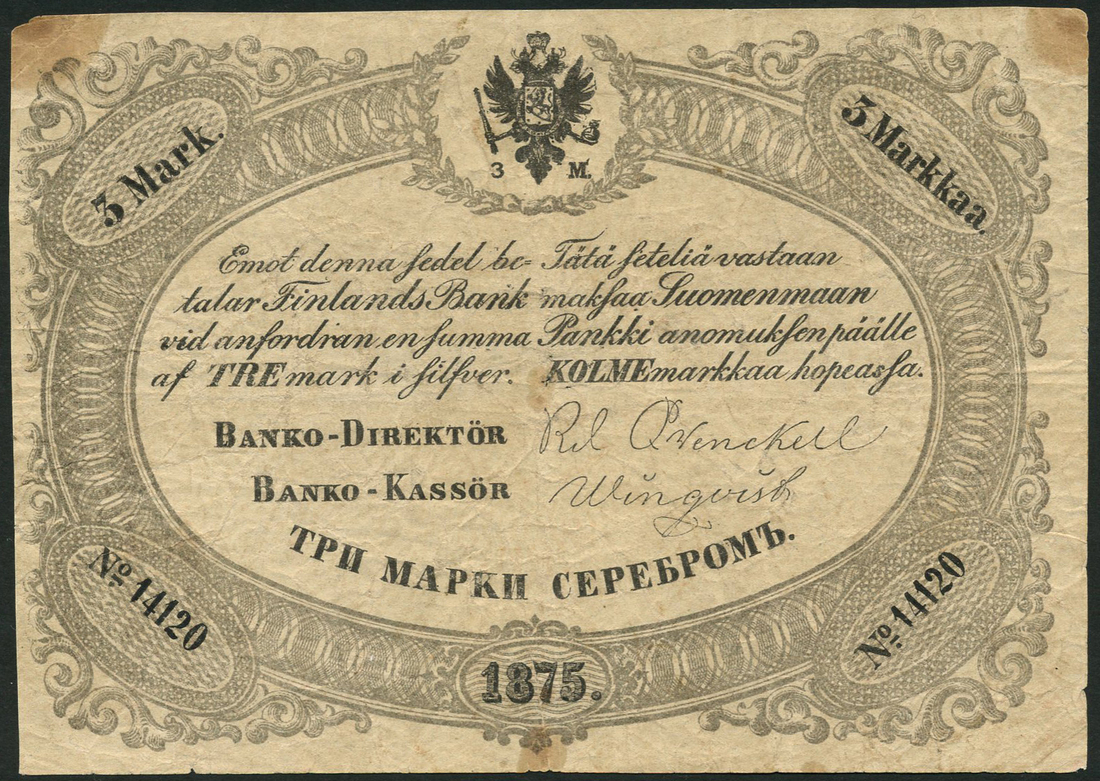 3 Mark.
3 Markkaa.
3 M.
Emot denna sedel be-
talar Finlands Bank
vid anfordran en summa
af TRE mark i silfver.
Tätä seteliä vastaan
maksaa Suomenmaan
Pankki anomuksen päälle
KOLME markkaa hopeassa.
BANKO-DIREKTÖR
BANKO-KASSÖR Wingvist
ТРИ МАРКИ СЕРЕБРОМЪ.
No 14120
No 14120
1875.